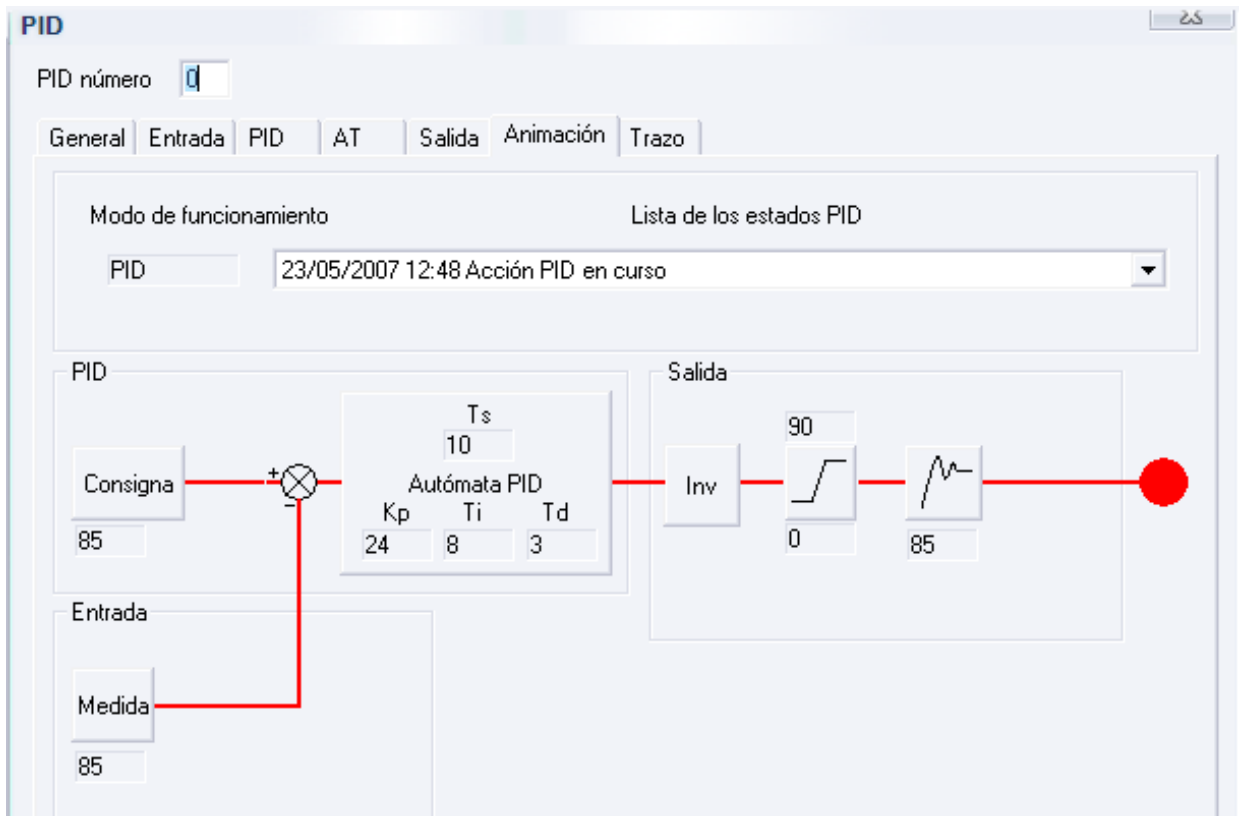 PID
PID número 0
General Entrada PID AT Salida Animación Trazo
Modo de funcionamiento Lista de los estados PID
PID 23/05/2007 12:48 Acción PID en curso
PID
Consigna
85
+
-
Ts
10
Autómata PID
Kp Ti Td
24 8 3
Salida
Inv
90
0
85
Entrada
Medida
85